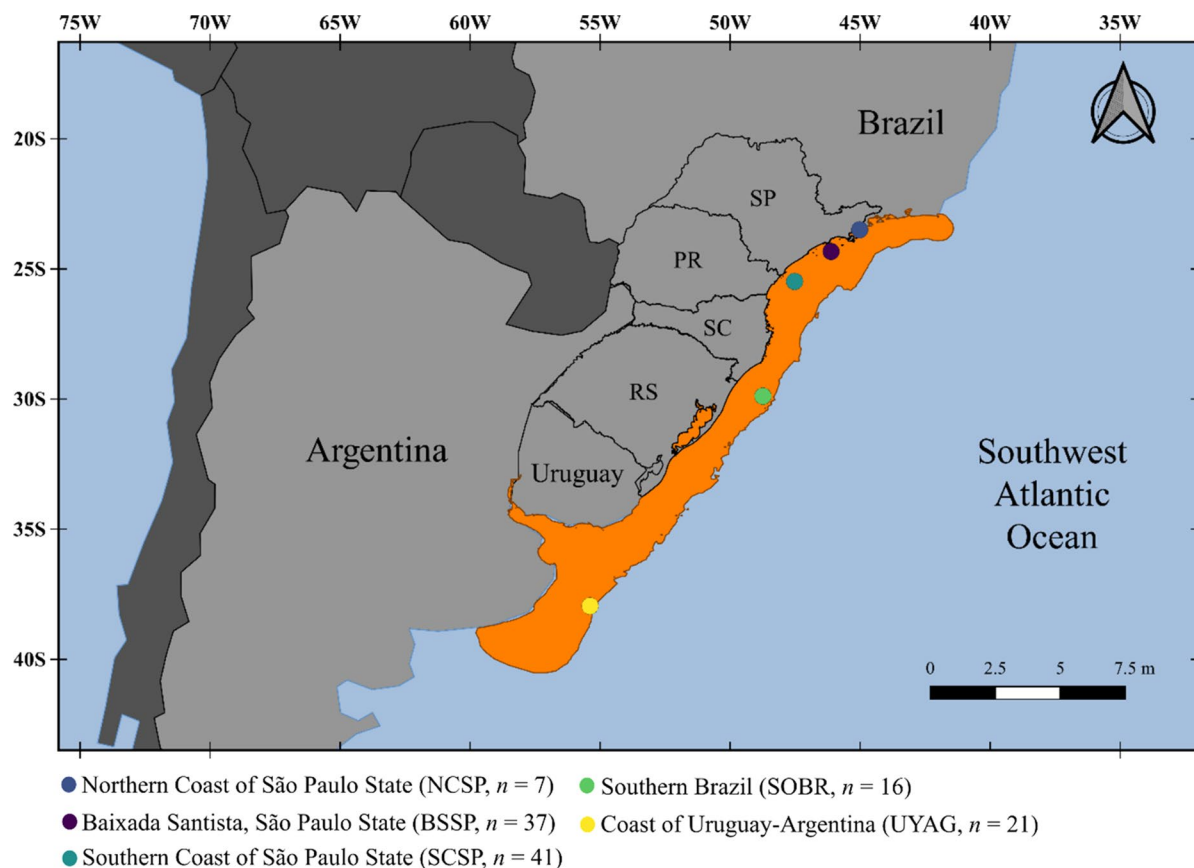 75W 70W 65W 60W 55W 50W 45W 40W 35W
Brazil
20S
SP
PR
25S
SC
RS
30S
Argentina
Uruguay
Southwest
Atlantic
Ocean
35S
40S
0 2.5 5 7.5 m
Northern Coast of São Paulo State (NCSP, n = 7)
Baixada Santista, São Paulo State (BSSP, n = 37)
Southern Coast of São Paulo State (SCSP, n = 41)
Southern Brazil (SOBR, n = 16)
Coast of Uruguay-Argentina (UYAG, n = 21)